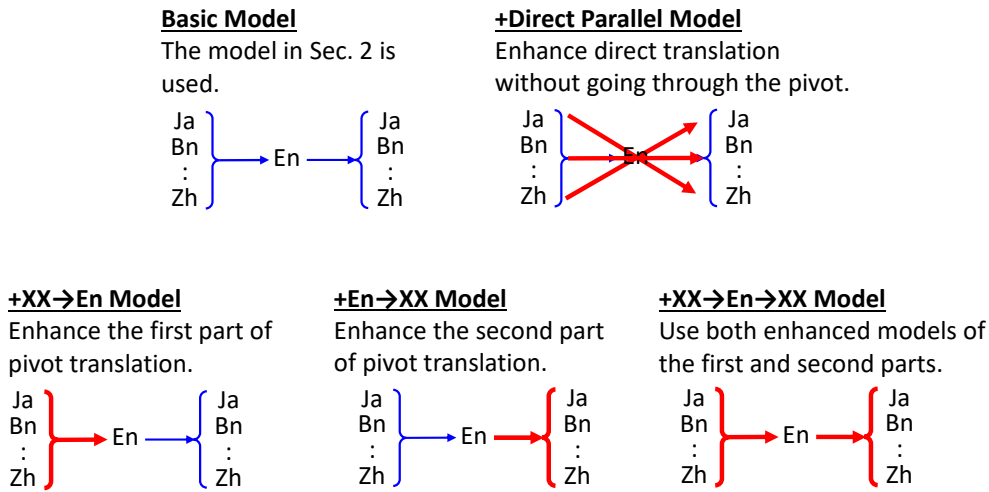 Basic Model
The model in Sec. 2 is
used.
Ja
Bn
:
Zh
En
Ja
Bn
:
Zh
+Direct Parallel Model
Enhance direct translation
without going through the pivot.
Ja
Bn
:
Zh
En
Ja
Bn
:
Zh
+XX→En Model
Enhance the first part of
pivot translation.
Ja
Bn
:
Zh
En
Ja
Bn
:
Zh
+En→XX Model
Enhance the second part
of pivot translation.
Ja
Bn
:
Zh
En
Ja
Bn
:
Zh
+XX→En→XX Model
Use both enhanced models of
the first and second parts.
Ja
Bn
:
Zh
En
Ja
Bn
:
Zh